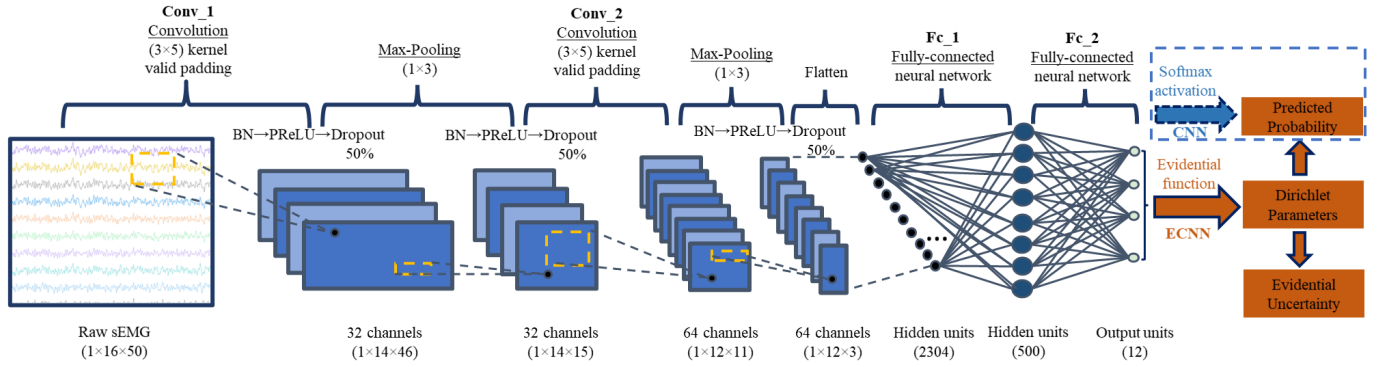 Conv_1
Convolution
(3×5) kernel
valid padding
Max-Pooling
(1×3)
Conv_2
Convolution
(3×5) kernel
valid padding
Max-Pooling
(1×3)
Flatten
Fc_1
Fully-connected
neural network
Fc_2
Fully-connected
neural network
BN→PReLU→Dropout
50%
BN→PReLU→Dropout
50%
BN→PReLU→Dropout
50%
Softmax
activation
CNN
Predicted
Probability
Evidential
function
ECNN
Dirichlet
Parameters
Evidential
Uncertainty
Raw sEMG
(1×16×50)
32 channels
(1×14×46)
32 channels
(1×14×15)
64 channels
(1×12×11)
64 channels
(1×12×3)
Hidden units
(2304)
Hidden units
(500)
Output units
(12)